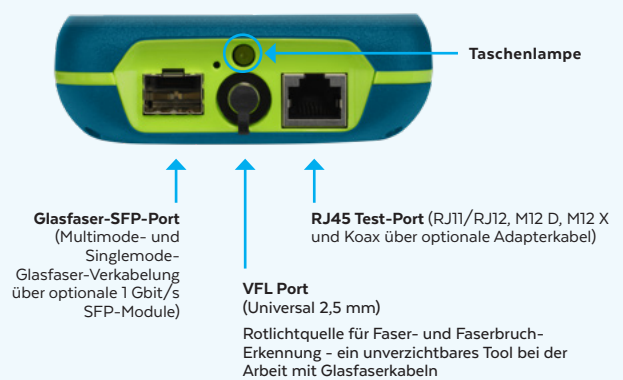 Taschenlampe
Glasfaser-SFP-Port
(Multimode- und
Singlemode-
Glasfaser-Verkabelung
über optionale 1 Gbit/s
SFP-Module)
VFL Port
(Universal 2,5 mm)
Rotlichtquelle für Faser- und Faserbruch-
Erkennung - ein unverzichtbares Tool bei der
Arbeit mit Glasfaserkabeln
RJ45 Test-Port (RJ11/RJ12, M12 D, M12 X
und Koax über optionale Adapterkabel)